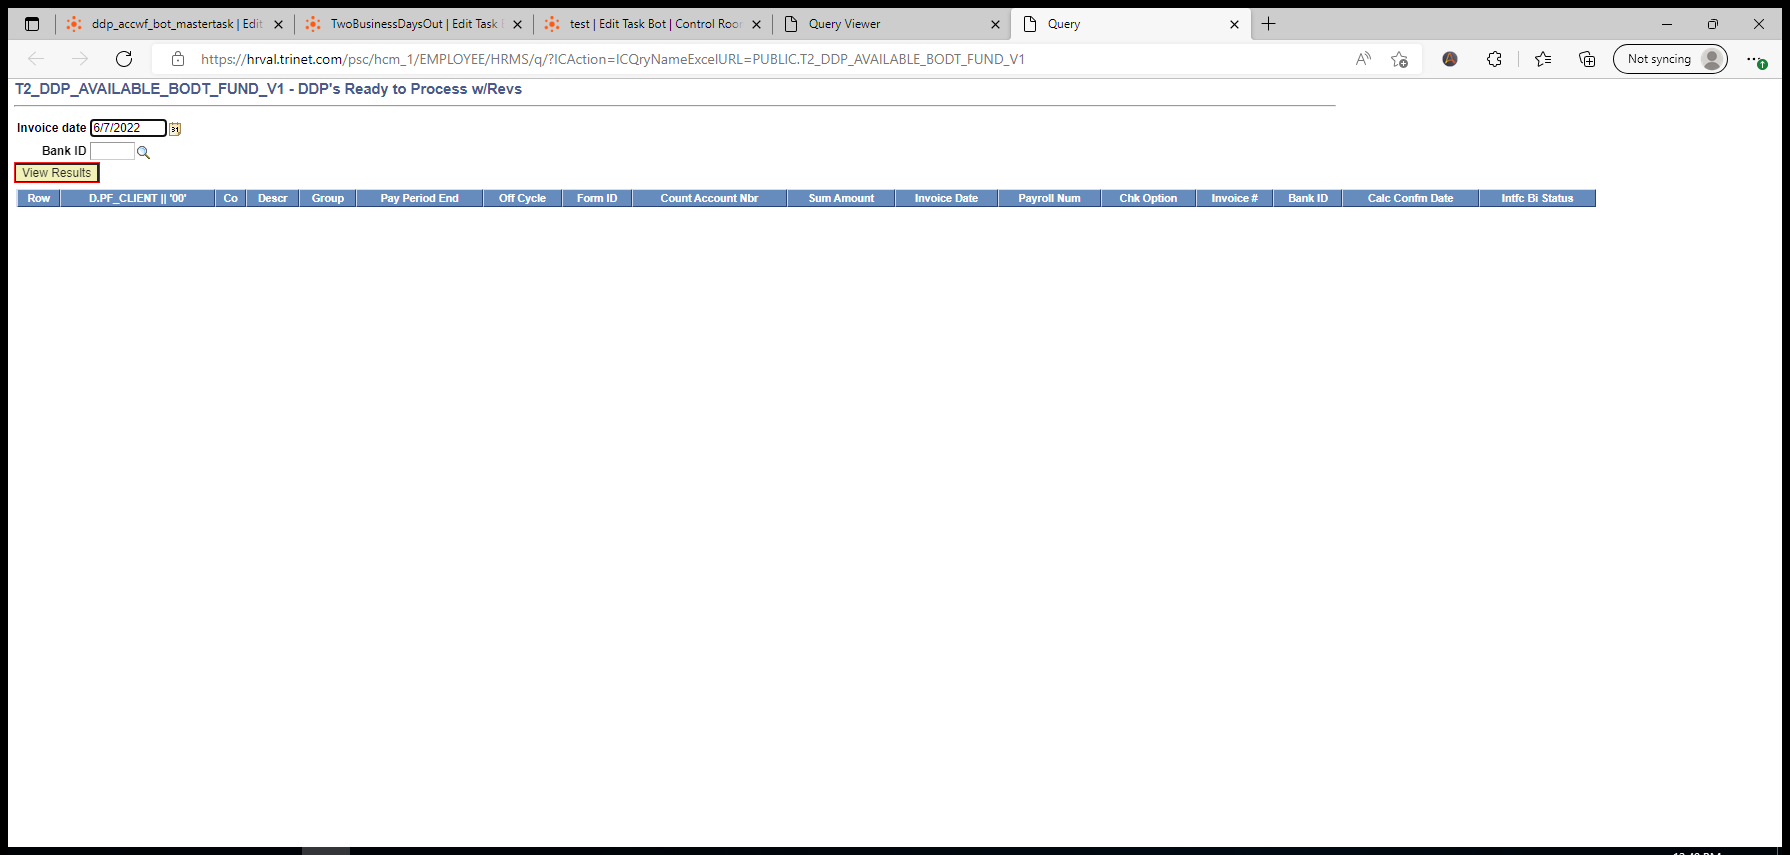 ddp_accwf_bot_mastertask | Edit
TwoBusinessDaysOut | Edit Task
test | Edit Task Bot | Control Roor
Query Viewer
Query
https://hrval.trinet.com/psc/hcm_1/EMPLOYEE/HRMS/q/?ICAction=ICQryNameExcelURL=PUBLIC.T2_DDP_AVAILABLE_BODT_FUND_V1
Not syncing
T2_DDP_AVAILABLE_BODT_FUND_V1 - DDP's Ready to Process w/Revs
Invoice date 6/7/2022
Bank ID
View Results
Row D.PF_CLIENT || '00' Co Descr Group Pay Period End Off Cycle Form ID Count Account Nbr Sum Amount Invoice Date Payroll Num Chk Option Invoice # Bank ID Calc Confm Date Intfc Bi Status